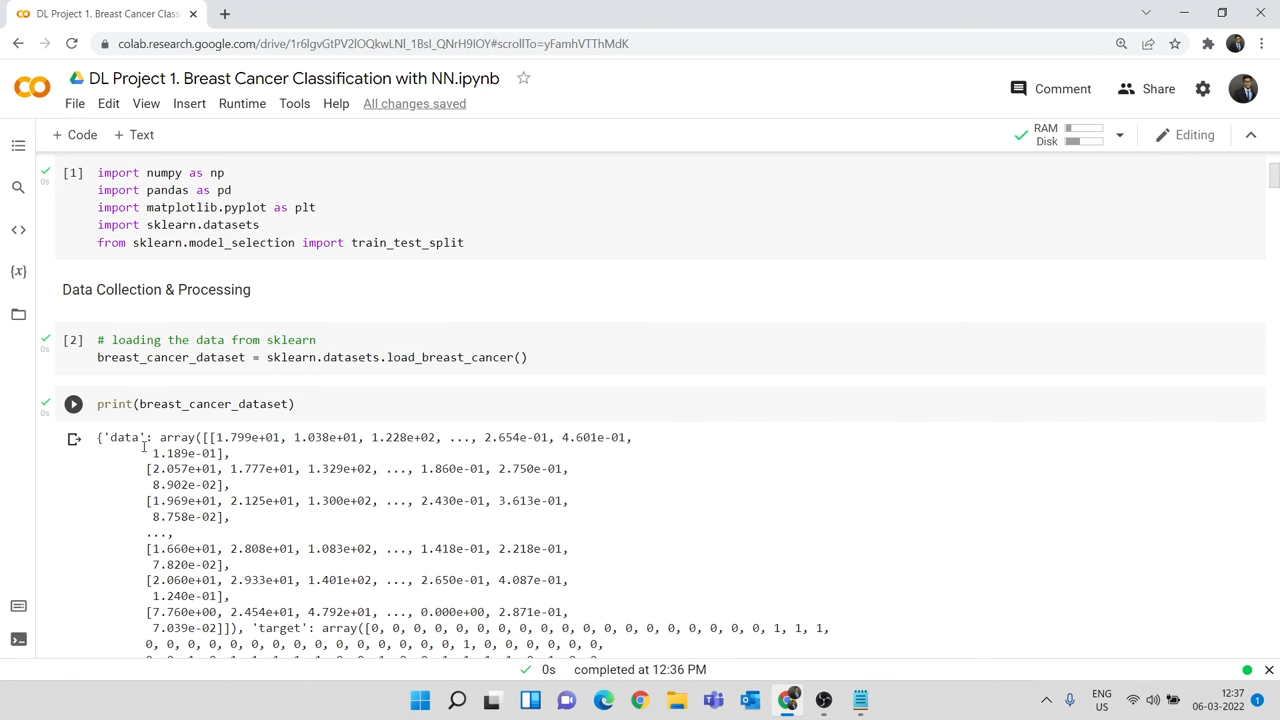 DL Project 1. Breast Cancer Class
colab.research.google.com/drive/1r6lgvGtPV2lOQkwLNl_1BsI_QNrH9IOY#scrollTo=yFamhVTThMdK
DL Project 1. Breast Cancer Classification with NN.ipynb
Comment Share
File Edit View Insert Runtime Tools Help All changes saved
+ Code + Text
RAM
Disk
Editing
[1] import numpy as np
0s
import pandas as pd
import matplotlib.pyplot as plt
import sklearn.datasets
from sklearn.model_selection import train_test_split
Data Collection & Processing
[2] # loading the data from sklearn
0s
breast_cancer_dataset = sklearn.datasets.load_breast_cancer()
print(breast_cancer_dataset)
0s
{'data': array([[1.799e+01, 1.038e+01, 1.228e+02, ..., 2.654e-01, 4.601e-01,
1.189e-01],
[2.057e+01, 1.777e+01, 1.329e+02, ..., 1.860e-01, 2.750e-01,
8.902e-02],
[1.969e+01, 2.125e+01, 1.300e+02, ..., 2.430e-01, 3.613e-01,
8.758e-02],
...,
[1.660e+01, 2.808e+01, 1.083e+02, ..., 1.418e-01, 2.218e-01,
7.820e-02],
[2.060e+01, 2.933e+01, 1.401e+02, ..., 2.650e-01, 4.087e-01,
1.240e-01],
[7.760e+00, 2.454e+01, 4.792e+01, ..., 0.000e+00, 2.871e-01,
7.039e-02]]), 'target': array([0, 0, 0, 0, 0, 0, 0, 0, 0, 0, 0, 0, 0, 0, 0, 0, 0, 0, 0, 1, 1, 1,
0, 0, 0, 0, 0, 0, 0, 0, 0, 0, 0, 0, 0, 0, 0, 1, 0, 0, 0, 0, 0, 0,
0s completed at 12:36 PM
ENG
US
12:37
06-03-2022
1